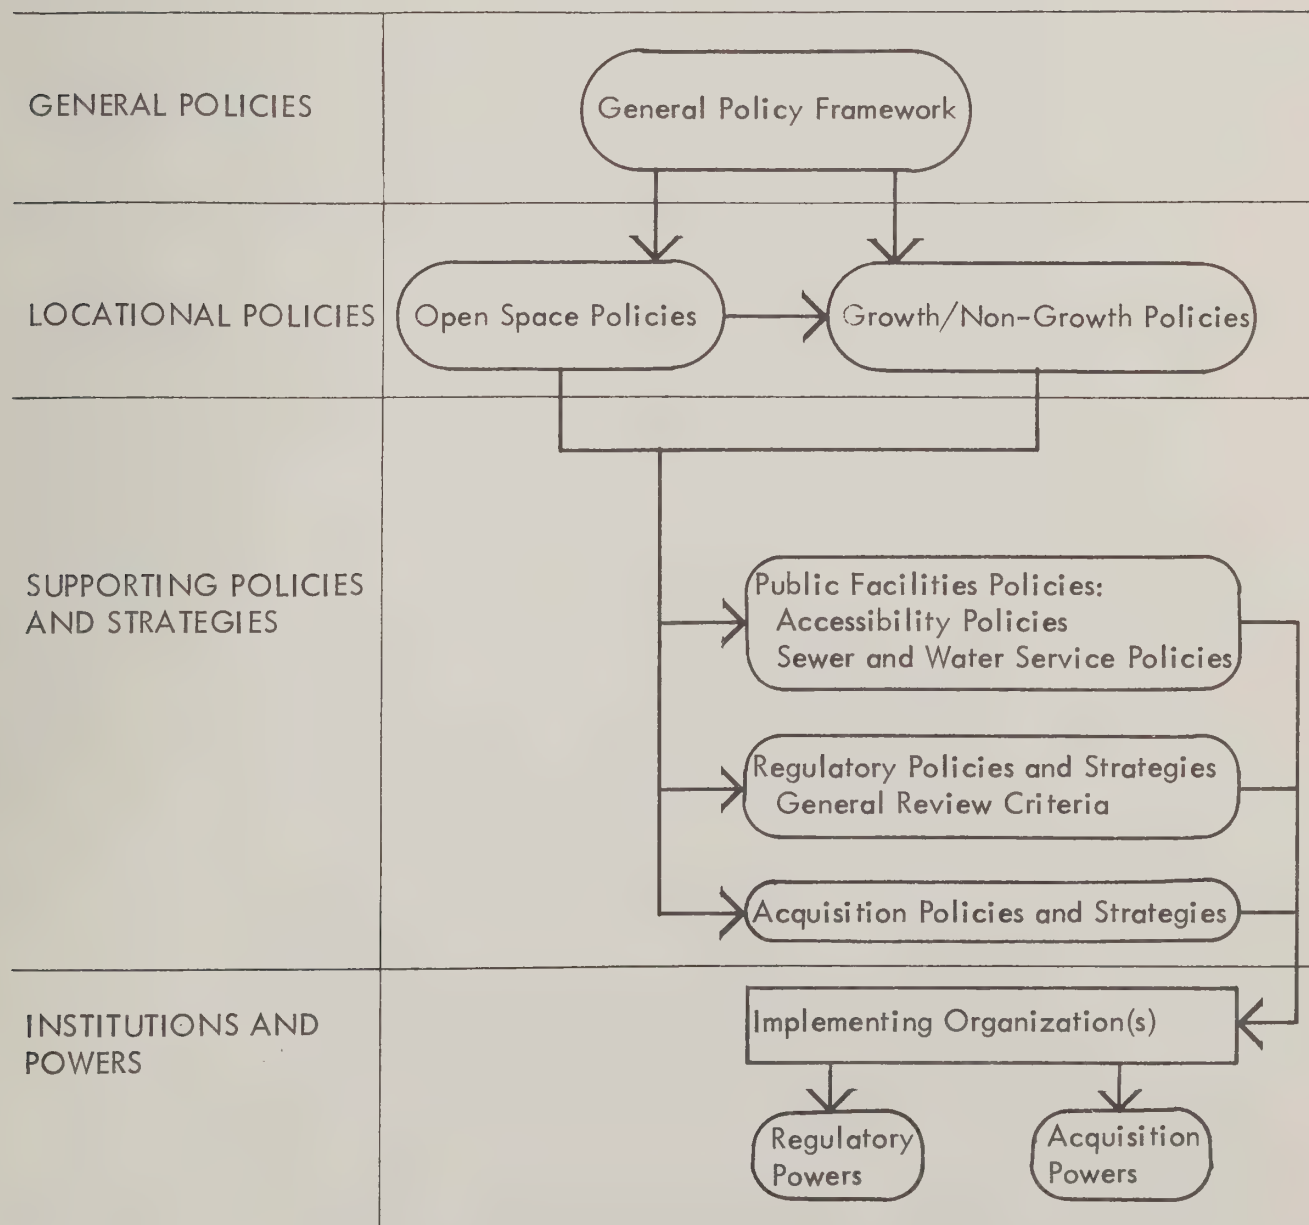 GENERAL POLICIES
General Policy Framework
LOCATIONAL POLICIES
Open Space Policies
Growth/Non-Growth Policies
SUPPORTING POLICIES
AND STRATEGIES
Public Facilities Policies:
Accessibility Policies
Sewer and Water Service Policies
Regulatory Policies and Strategies
General Review Criteria
Acquisition Policies and Strategies
INSTITUTIONS AND
POWERS
Implementing Organization(s)
Regulatory
Powers
Acquisition
Powers